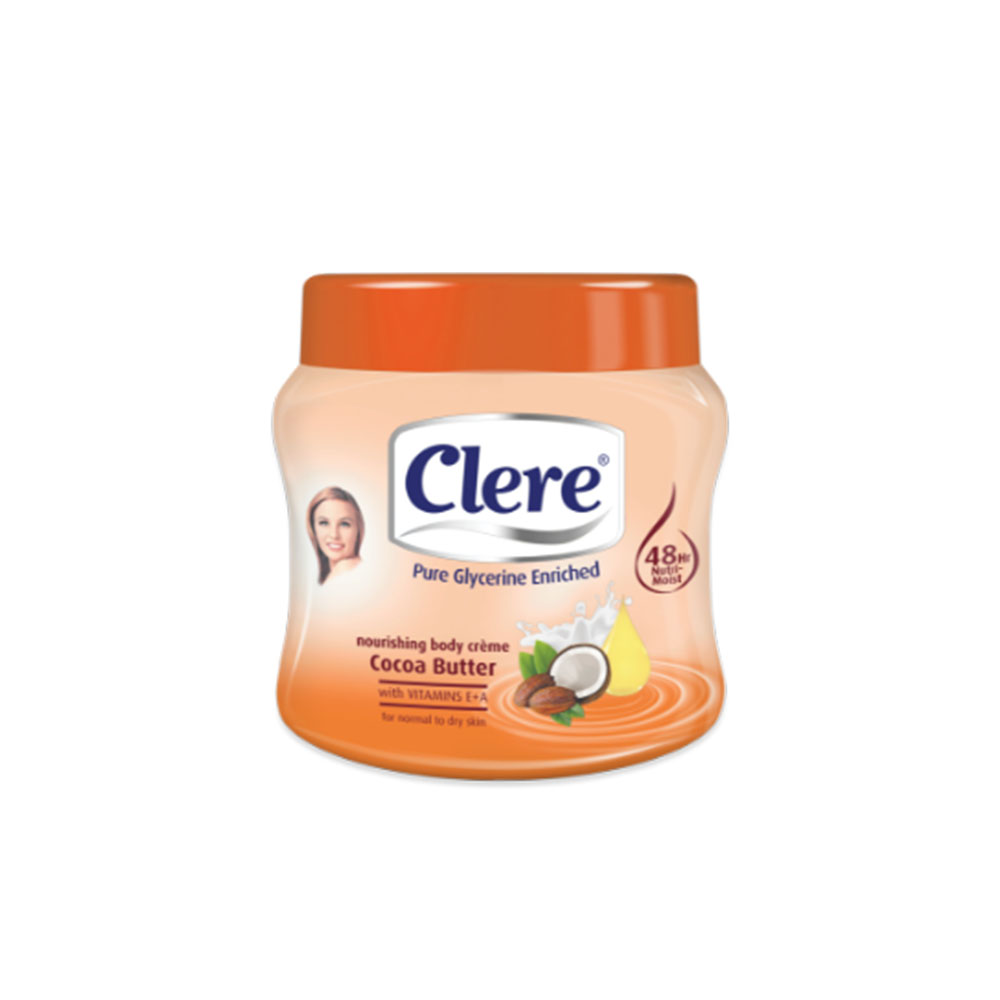 Clere®
Pure Glycerine Enriched
48Hr
Nutri-
Moist
nourishing body crème
Cocoa Butter
with VITAMINS E+A
for normal to dry skin